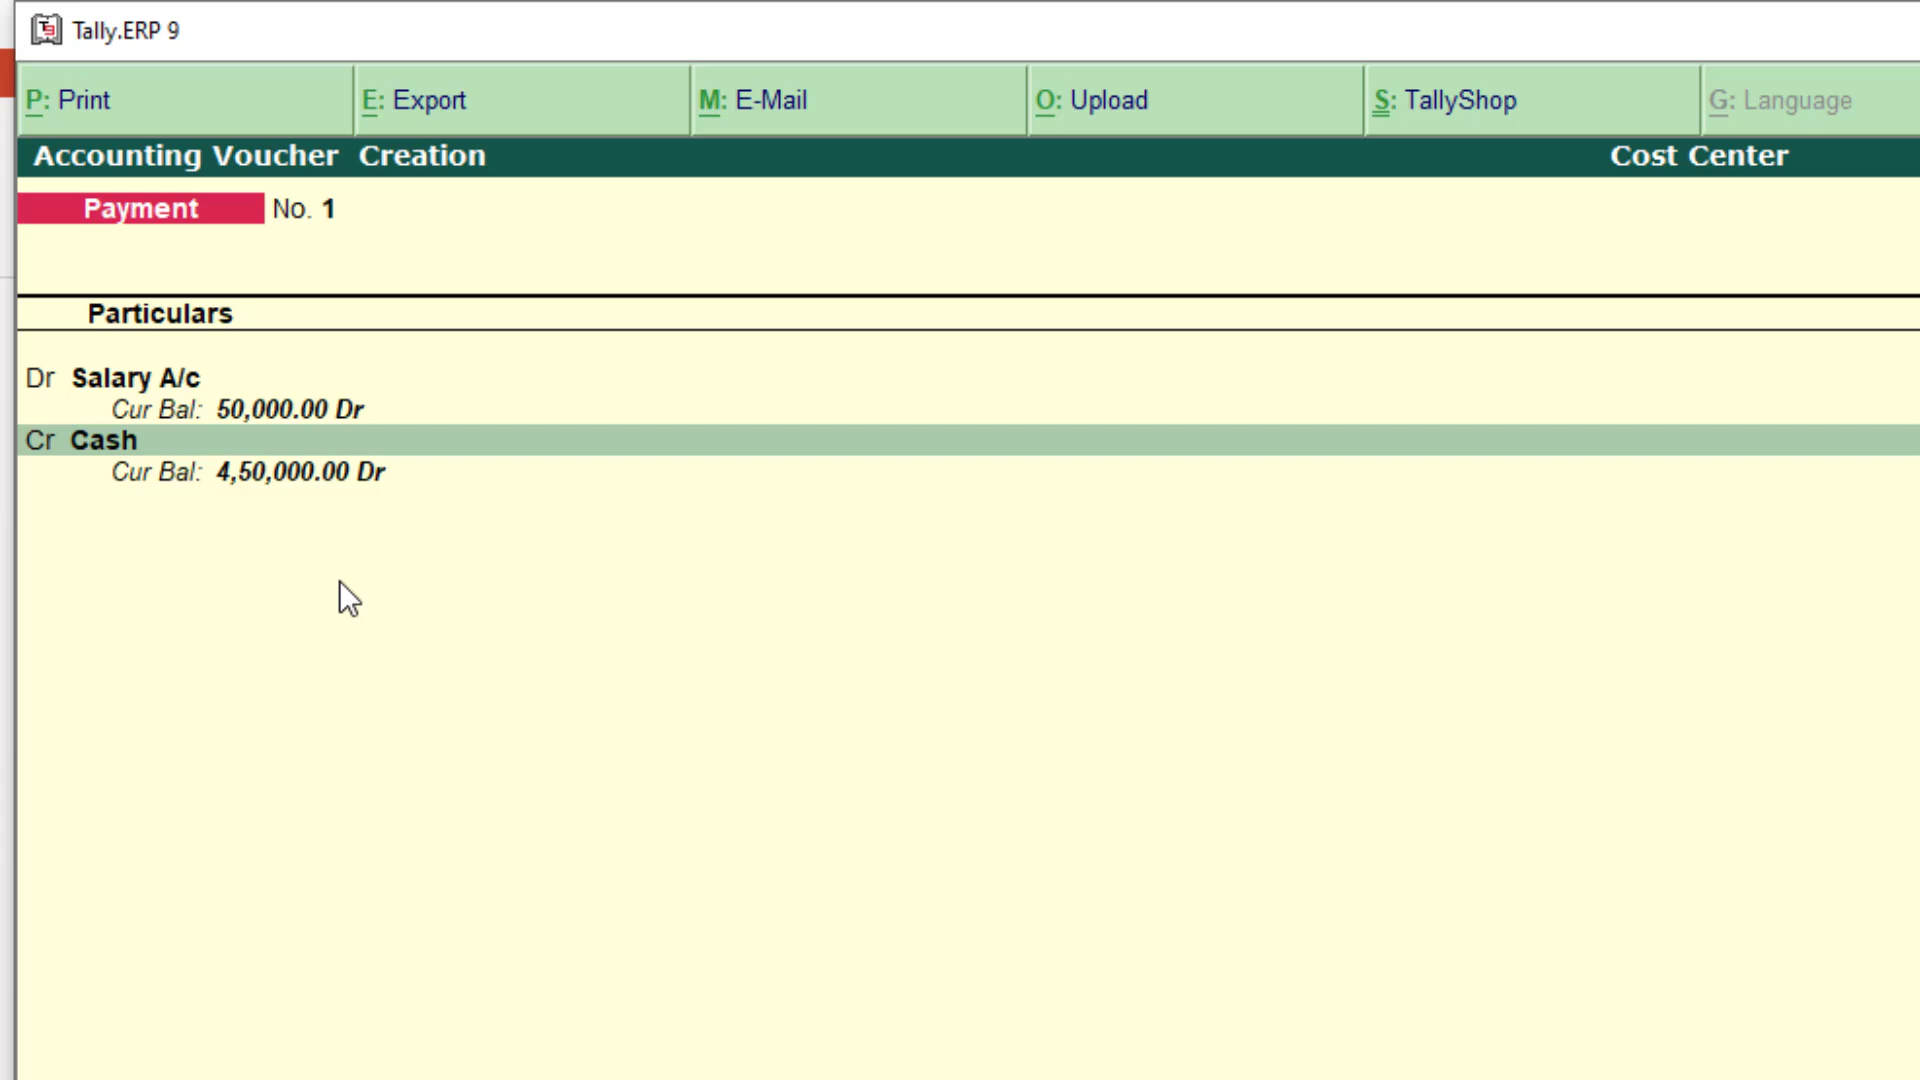 Tally.ERP 9
P: Print E: Export M: E-Mail O: Upload S: TallyShop G: Language
Accounting Voucher Creation Cost Center
Payment No. 1
Particulars
Dr Salary A/c
Cur Bal: 50,000.00 Dr
Cr Cash
Cur Bal: 4,50,000.00 Dr